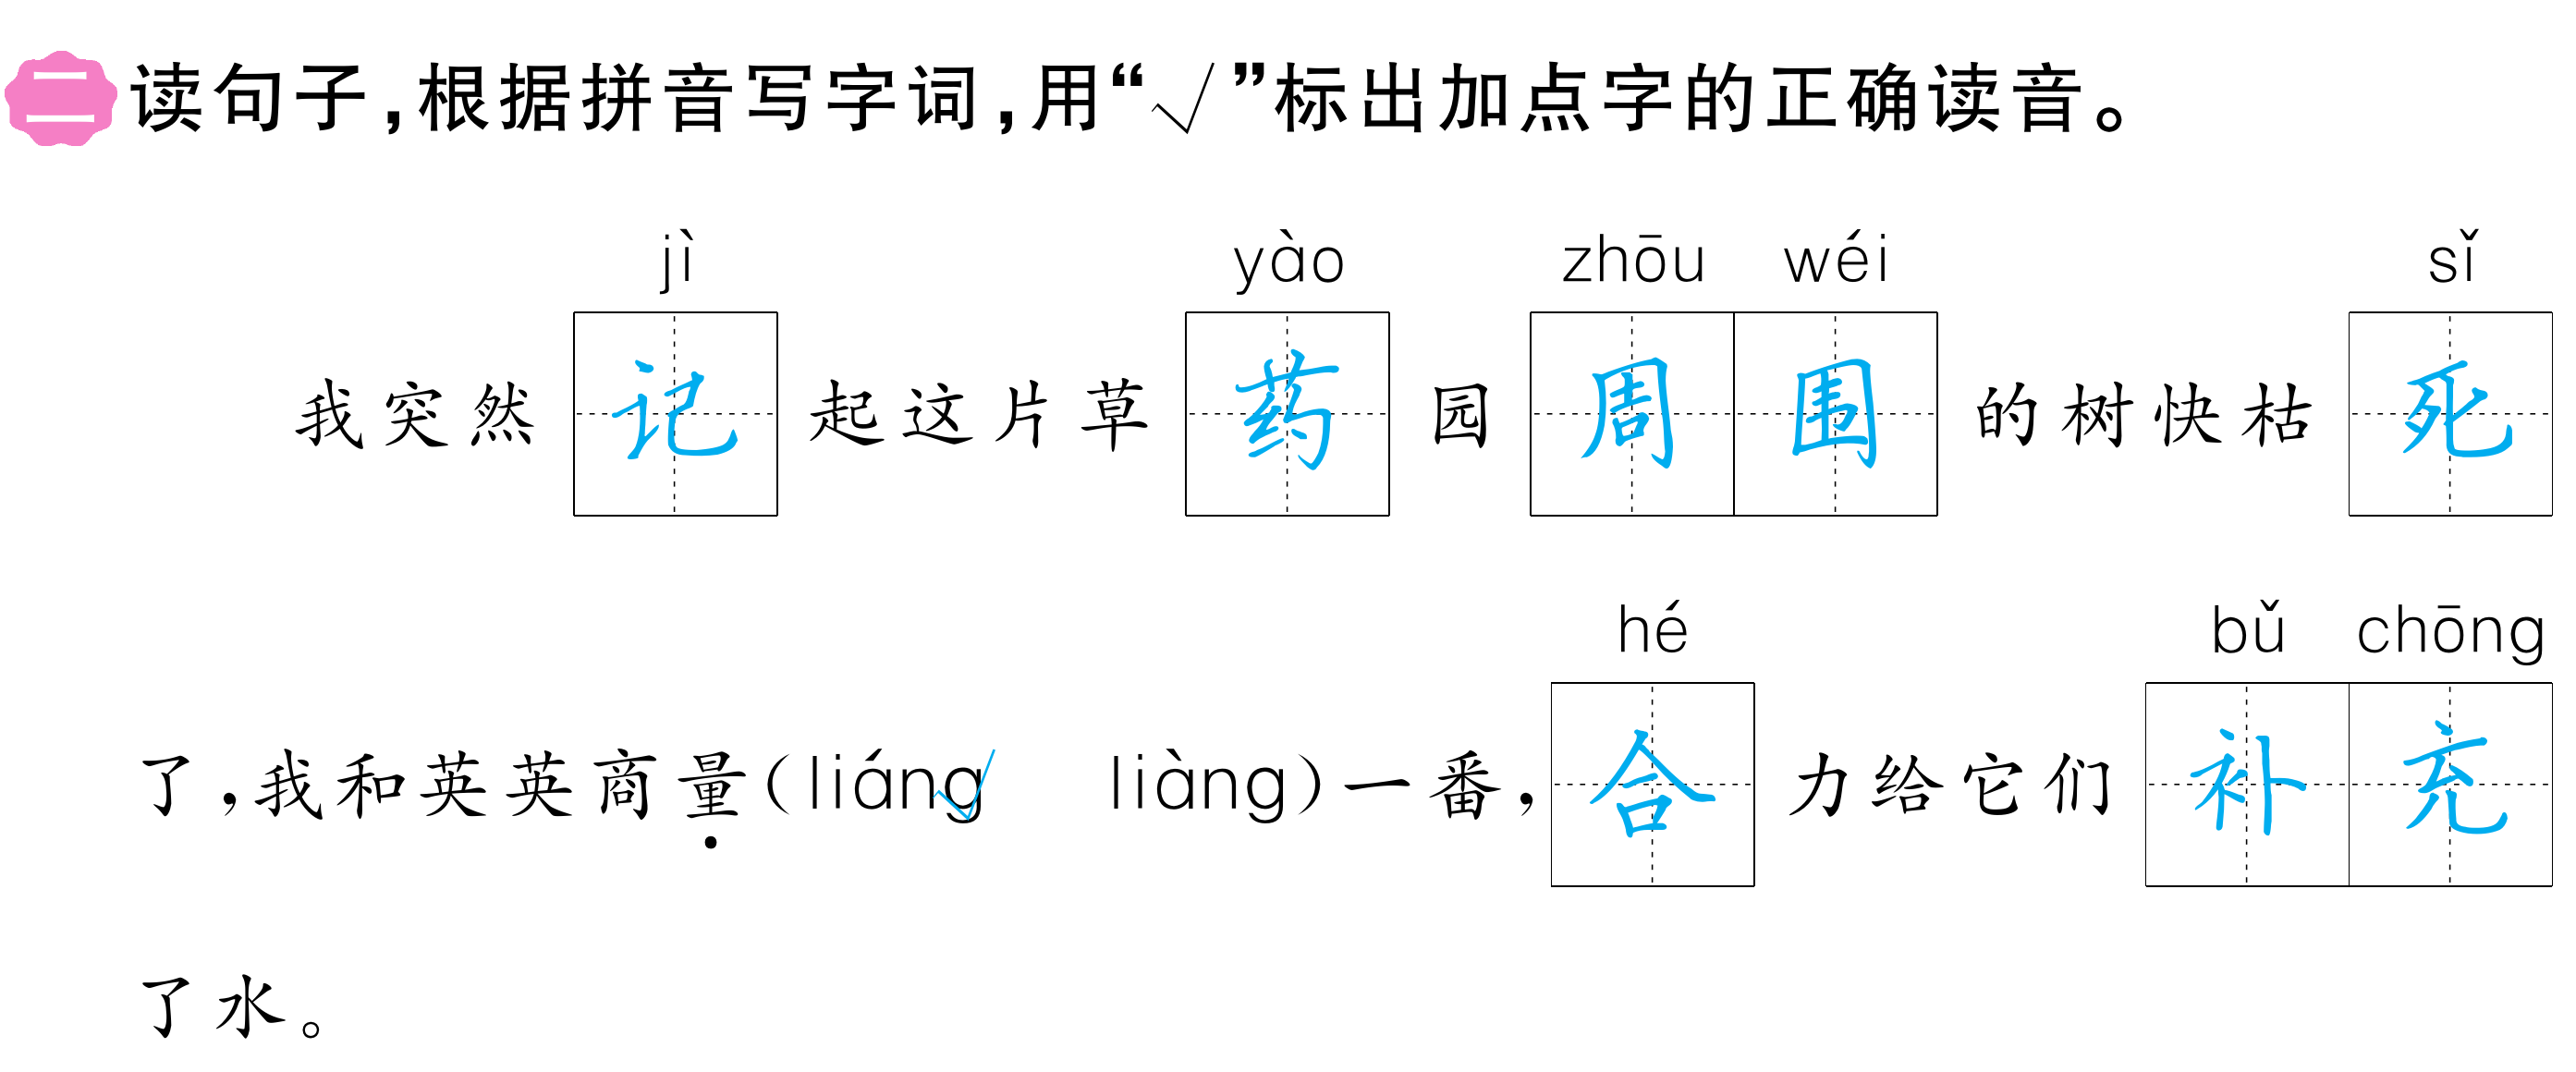 二 读句子,根据拼音写字词,用“√”标出加点字的正确读音。
jì yào zhōu wéi sǐ
我突然记起这片草药园周围的树快枯死
hé bǔ chōng
了,我和英英商量(liáng√ liàng)一番,合力给它们补充
了水。